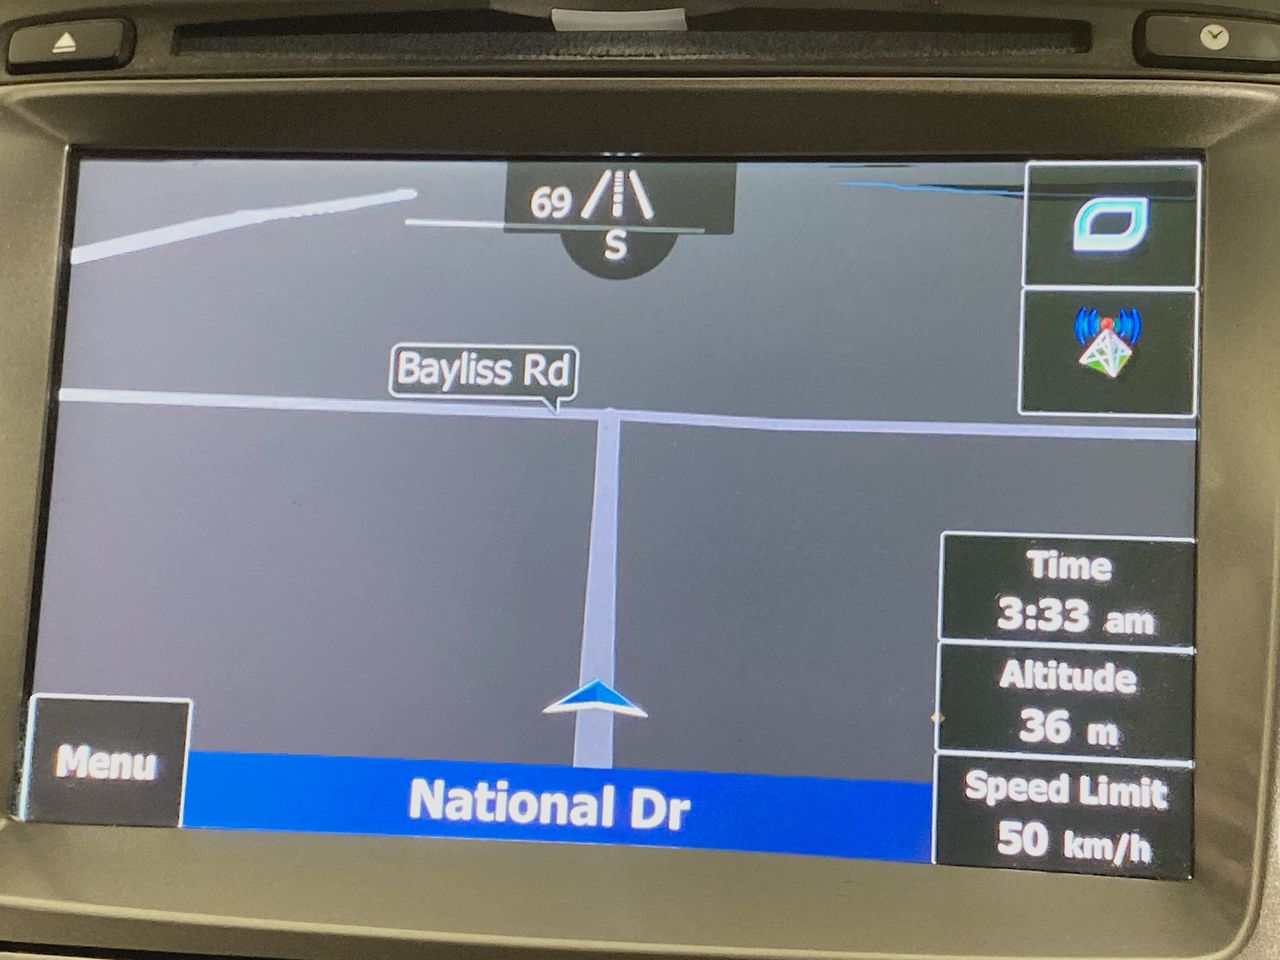 69
S
Bayliss Rd
Time
3:33 am
Altitude
36 m
Speed Limit
50 km/h
Menu
National Dr